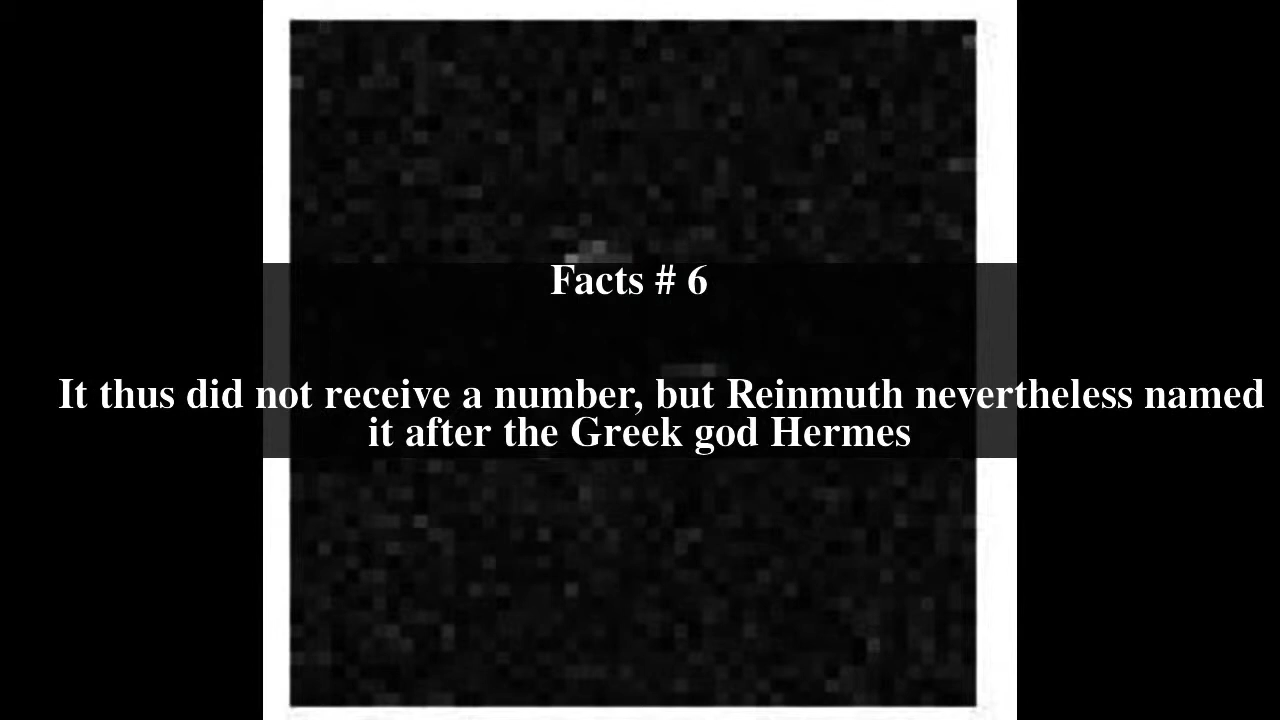 Facts # 6
It thus did not receive a number, but Reinmuth nevertheless named
it after the Greek god Hermes